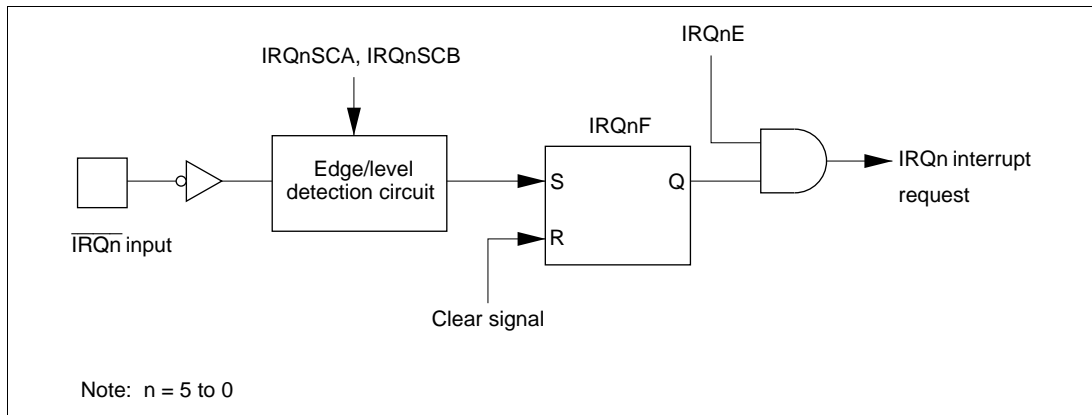 IRQnE
IRQnSCA, IRQnSCB
IRQnF
Edge/level
detection circuit
S
Q
IRQn interrupt
request
IRQn input
R
Clear signal
Note: n = 5 to 0